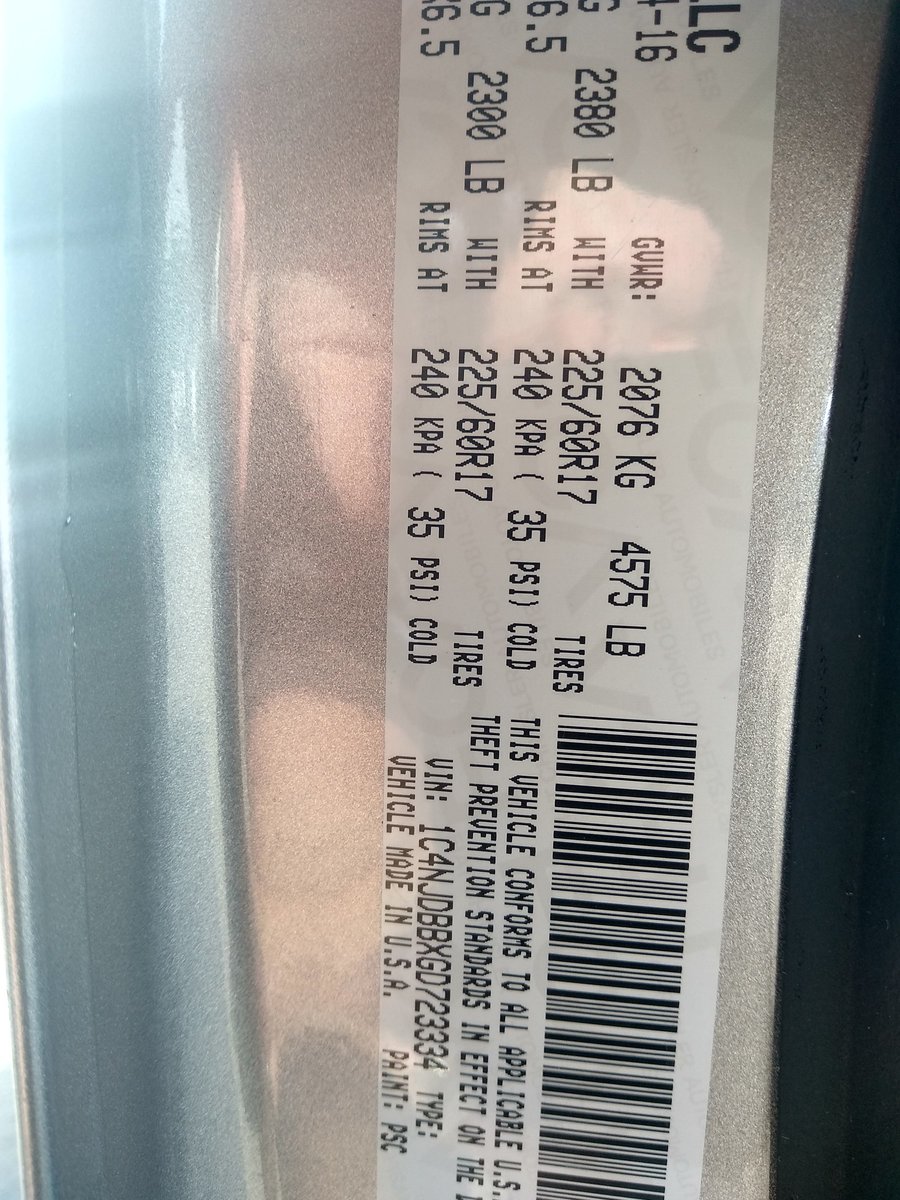 LLC
4-16
GVWR: 2076 KG 4575 LB
G 2380 LB WITH 225/60R17 TIRES
6.5 RIMS AT 240 KPA ( 35 PSI) COLD
G 2300 LB WITH 225/60R17 TIRES
X6.5 RIMS AT 240 KPA ( 35 PSI) COLD
THIS VEHICLE CONFORMS TO ALL APPLICABLE U.S.
THEFT PREVENTION STANDARDS IN EFFECT ON THE
VIN: 1C4NJDBBXGD723334 TYPE:
VEHICLE MADE IN U.S.A. PAINT: PSC